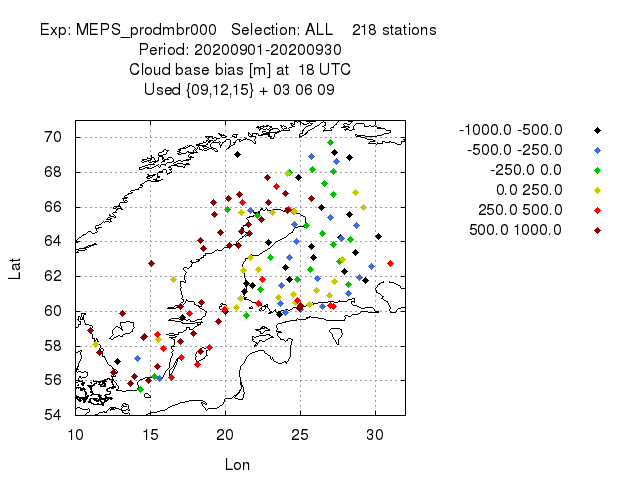 Exp: MEPS_prodmbr000   Selection: ALL    218 stations
Period: 20200901-20200930
Cloud base bias [m] at  18 UTC
Used {09,12,15} + 03 06 09
-1000.0 -500.0
-500.0 -250.0
-250.0 0.0
0.0 250.0
250.0 500.0
500.0 1000.0
70
68
66
64
62
60
58
56
54
Lat
10 15 20 25 30
Lon